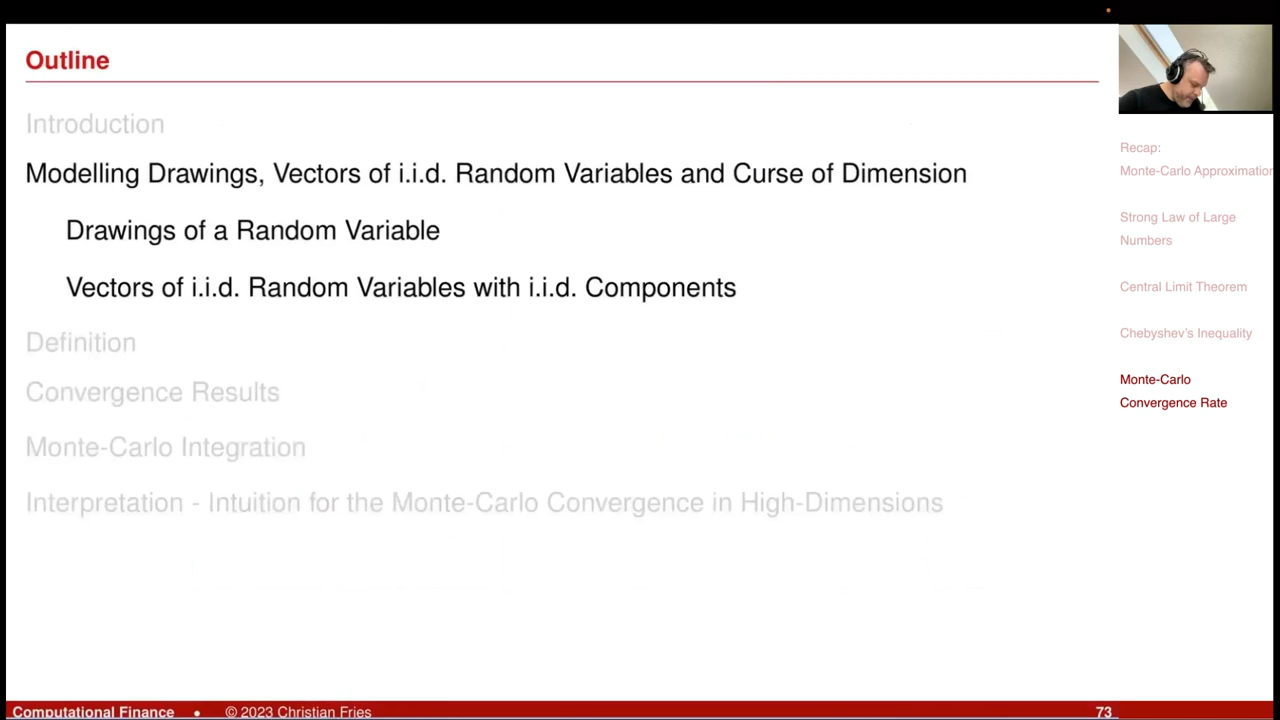 Outline
Introduction
Modelling Drawings, Vectors of i.i.d. Random Variables and Curse of Dimension
Drawings of a Random Variable
Vectors of i.i.d. Random Variables with i.i.d. Components
Definition
Convergence Results
Monte-Carlo Integration
Interpretation - Intuition for the Monte-Carlo Convergence in High-Dimensions
Recap:
Monte-Carlo Approximation
Strong Law of Large
Numbers
Central Limit Theorem
Chebyshev's Inequality
Monte-Carlo
Convergence Rate
Computational Finance • © 2023 Christian Fries 73